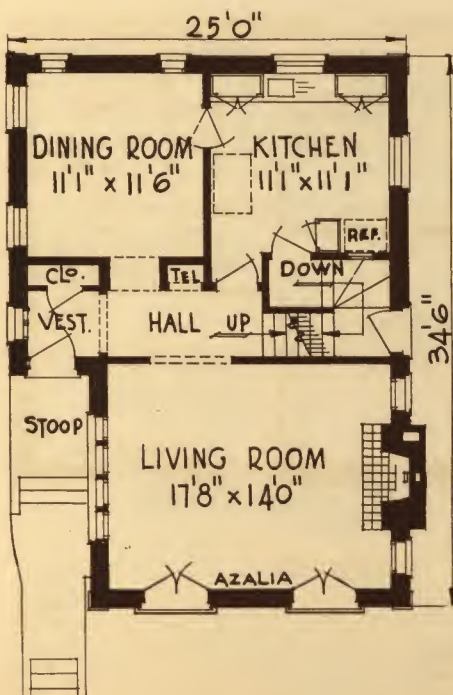 25'0"
DINING ROOM
11'1" x 11'6"
KITCHEN
11'1" x 11'1"
REF.
CLO.
TEL
DOWN
VEST.
HALL
UP
34'6"
STOOP
LIVING ROOM
17'8" x 14'0"
AZALIA